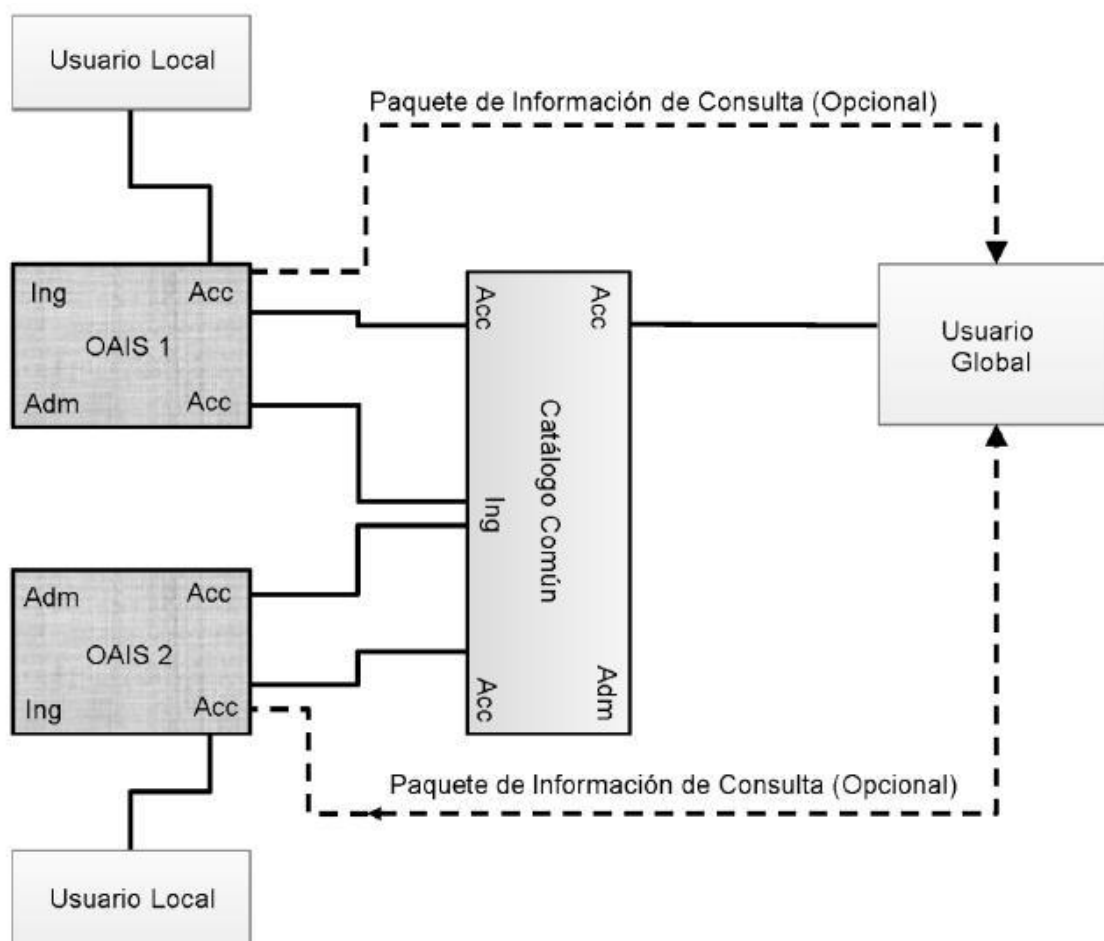 Usuario Local
Paquete de Información de Consulta (Opcional)
Ing
Acc
OAIS 1
Adm
Acc
Acc
Acc
Usuario
Global
Catálogo Común
Ing
Adm
Acc
OAIS 2
Ing
Acc
Acc
Adm
Paquete de Información de Consulta (Opcional)
Usuario Local